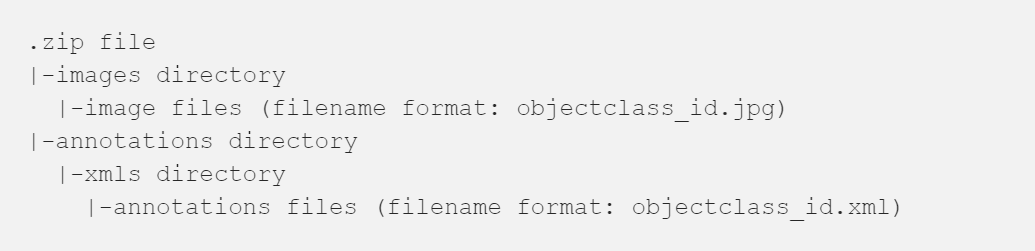 .zip file
|-images directory
  |-image files (filename format: objectclass_id.jpg)
|-annotations directory
  |-xmls directory
    |-annotations files (filename format: objectclass_id.xml)